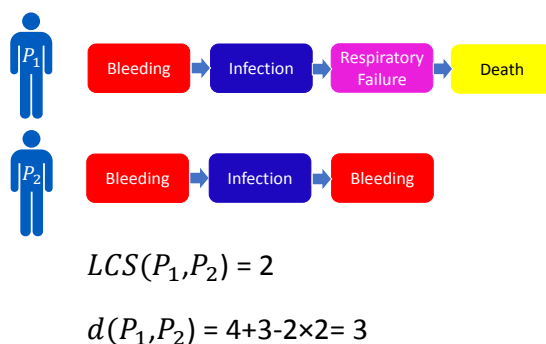 P₁
Bleeding Infection Respiratory Failure Death
P₂
Bleeding Infection Bleeding
LCS(P₁,P₂) = 2
d(P₁,P₂) = 4+3-2×2= 3